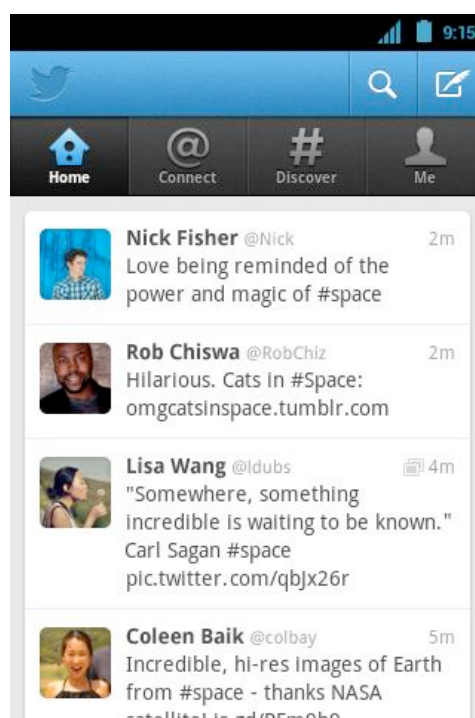 9:15
Home
Connect
Discover
Me
Nick Fisher @Nick 2m
Love being reminded of the
power and magic of #space
Rob Chiswa @RobChiz 2m
Hilarious. Cats in #Space:
omgcatsinspace.tumblr.com
Lisa Wang @ldubs 4m
"Somewhere, something
incredible is waiting to be known."
Carl Sagan #space
pic.twitter.com/qbJx26r
Coleen Baik @colbay 5m
Incredible, hi-res images of Earth
from #space - thanks NASA